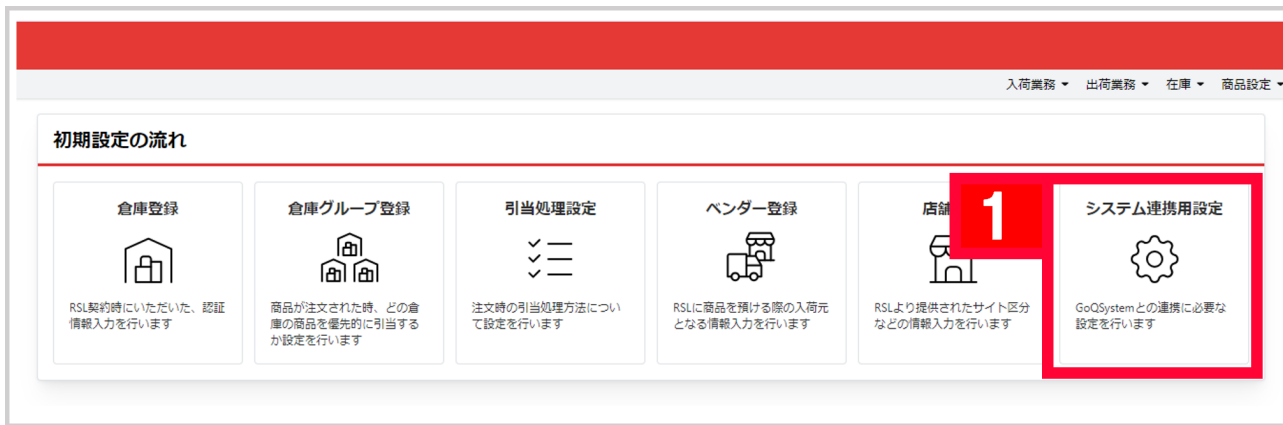 入荷業務 出荷業務 在庫 商品設定
初期設定の流れ
倉庫登録
RSL契約時にいただいた、認証
情報入力を行います
倉庫グループ登録
商品が注文された時、どの倉
庫の商品を優先的に引当する
か設定を行います
引当処理設定
注文時の引当処理方法につい
て設定を行います
ベンダー登録
RSLに商品を預ける際の入荷元
となる情報入力を行います
店舗
RSLより提供されたサイト区分
などの情報入力を行います
1
システム連携用設定
GoQSystemとの連携に必要な
設定を行います